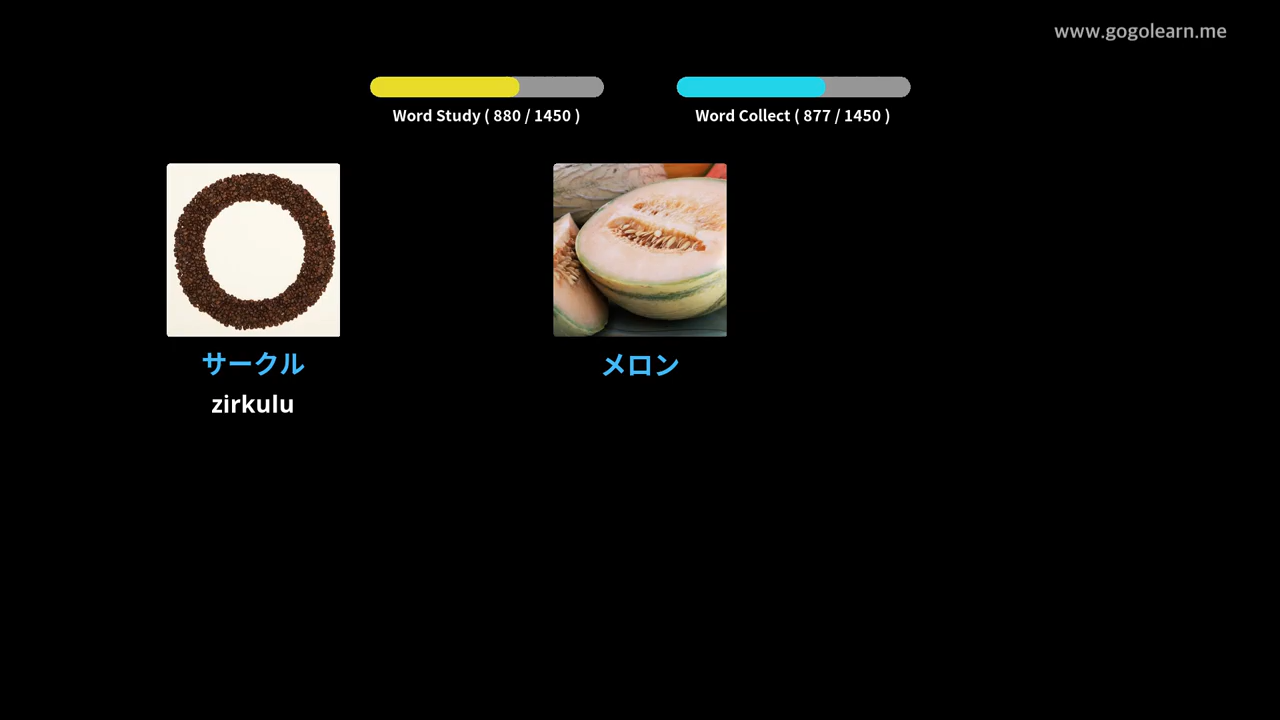 www.gogolearn.me
Word Study ( 880 / 1450 )
Word Collect ( 877 / 1450 )
サークル
zirkulu
メロン